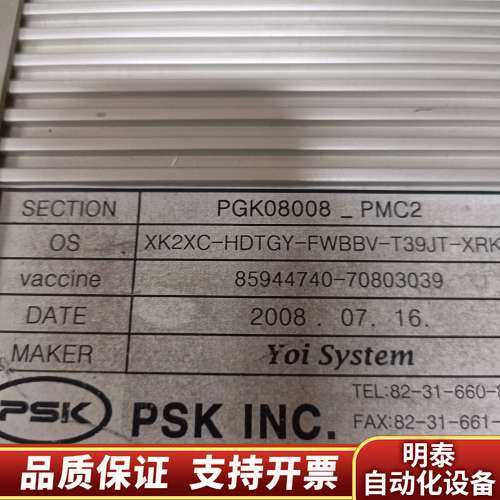 SECTION PGK08008 _ PMC2
OS XK2XC-HDTGY-FWBBV-T39JT-XRK
vaccine 85944740-70803039
DATE 2008 . 07. 16.
MAKER Yoi System
PSK PSK INC.
TEL:82-31-660-8
FAX:82-31-661-
品质保证 支持开票
明泰
自动化设备